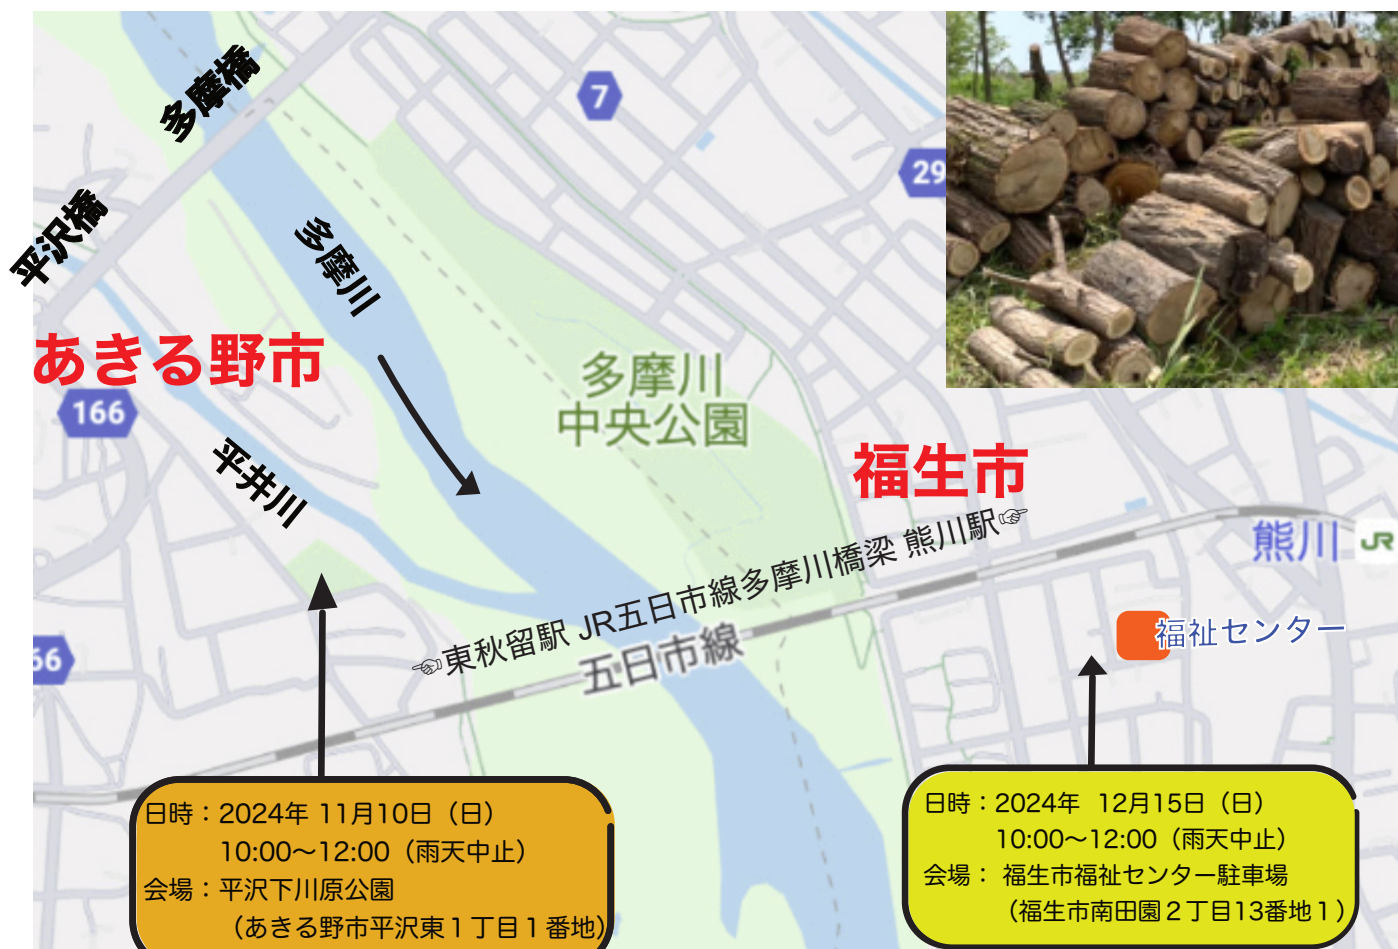 多摩橋
7
29
平沢橋
多摩川
あきる野市
166
多摩川
中央公園
平井川
福生市
☜東秋留駅 JR五日市線多摩川橋梁 熊川駅☞
熊川 JR
五日市線
66
福祉センター
日時：2024年 11月10日（日）
10:00〜12:00（雨天中止）
会場：平沢下川原公園
（あきる野市平沢東１丁目１番地）
日時：2024年 12月15日（日）
10:00〜12:00（雨天中止）
会場： 福生市福祉センター駐車場
（福生市南田園２丁目13番地１）